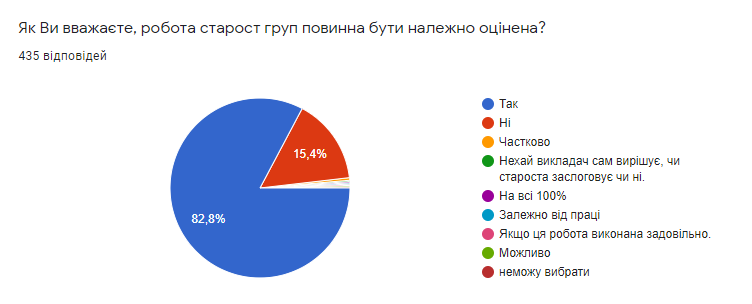 Як Ви вважаєте, робота старост груп повинна бути належно оцінена?
435 відповідей
15,4%
82,8%
Так
Ні
Частково
Нехай викладач сам вирішує, чи
староста заслоговує чи ні.
На всі 100%
Залежно від праці
Якщо ця робота виконана задовільно.
Можливо
неможу вибрати